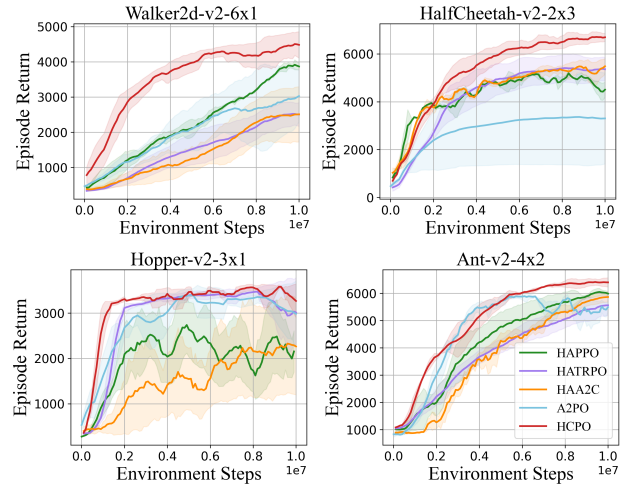 Walker2d-v2-6x1
Episode Return
5000
4000
3000
2000
1000
0.0 0.2 0.4 0.6 0.8 1.0
1e7
Environment Steps
HalfCheetah-v2-2x3
Episode Return
6000
4000
2000
0
0.0 0.2 0.4 0.6 0.8 1.0
1e7
Environment Steps
Hopper-v2-3x1
Episode Return
3000
2000
1000
0.0 0.2 0.4 0.6 0.8 1.0
1e7
Environment Steps
Ant-v2-4x2
Episode Return
6000
5000
4000
3000
2000
1000
HAPPO
HATRPO
HAA2C
A2PO
HCPO
0.0 0.2 0.4 0.6 0.8 1.0
1e7
Environment Steps